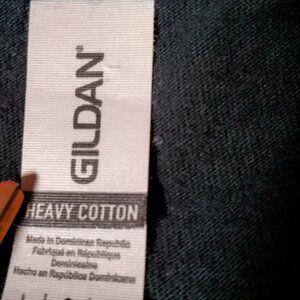 GILDAN®
HEAVY COTTON
Made in Dominican Republic
Fabriqué en République
Dominicaine
Hecho en República Dominicana